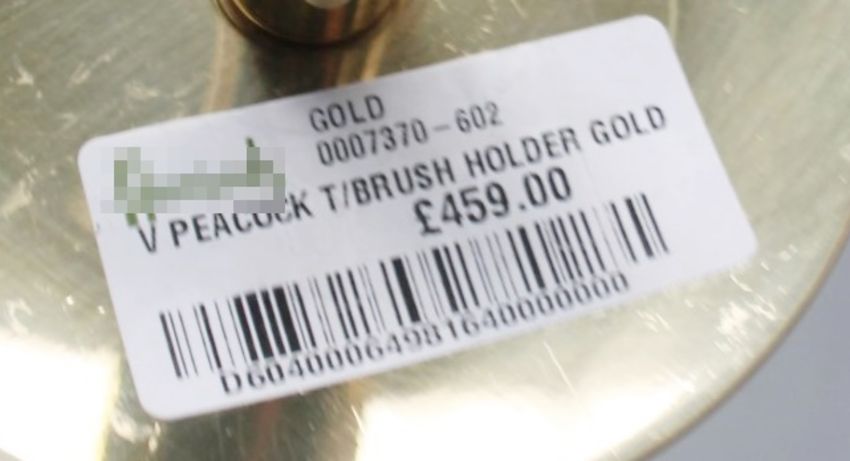 GOLD
0007370-602
V PEACOCK T/BRUSH HOLDER GOLD
£459.00
D60400064981640000000